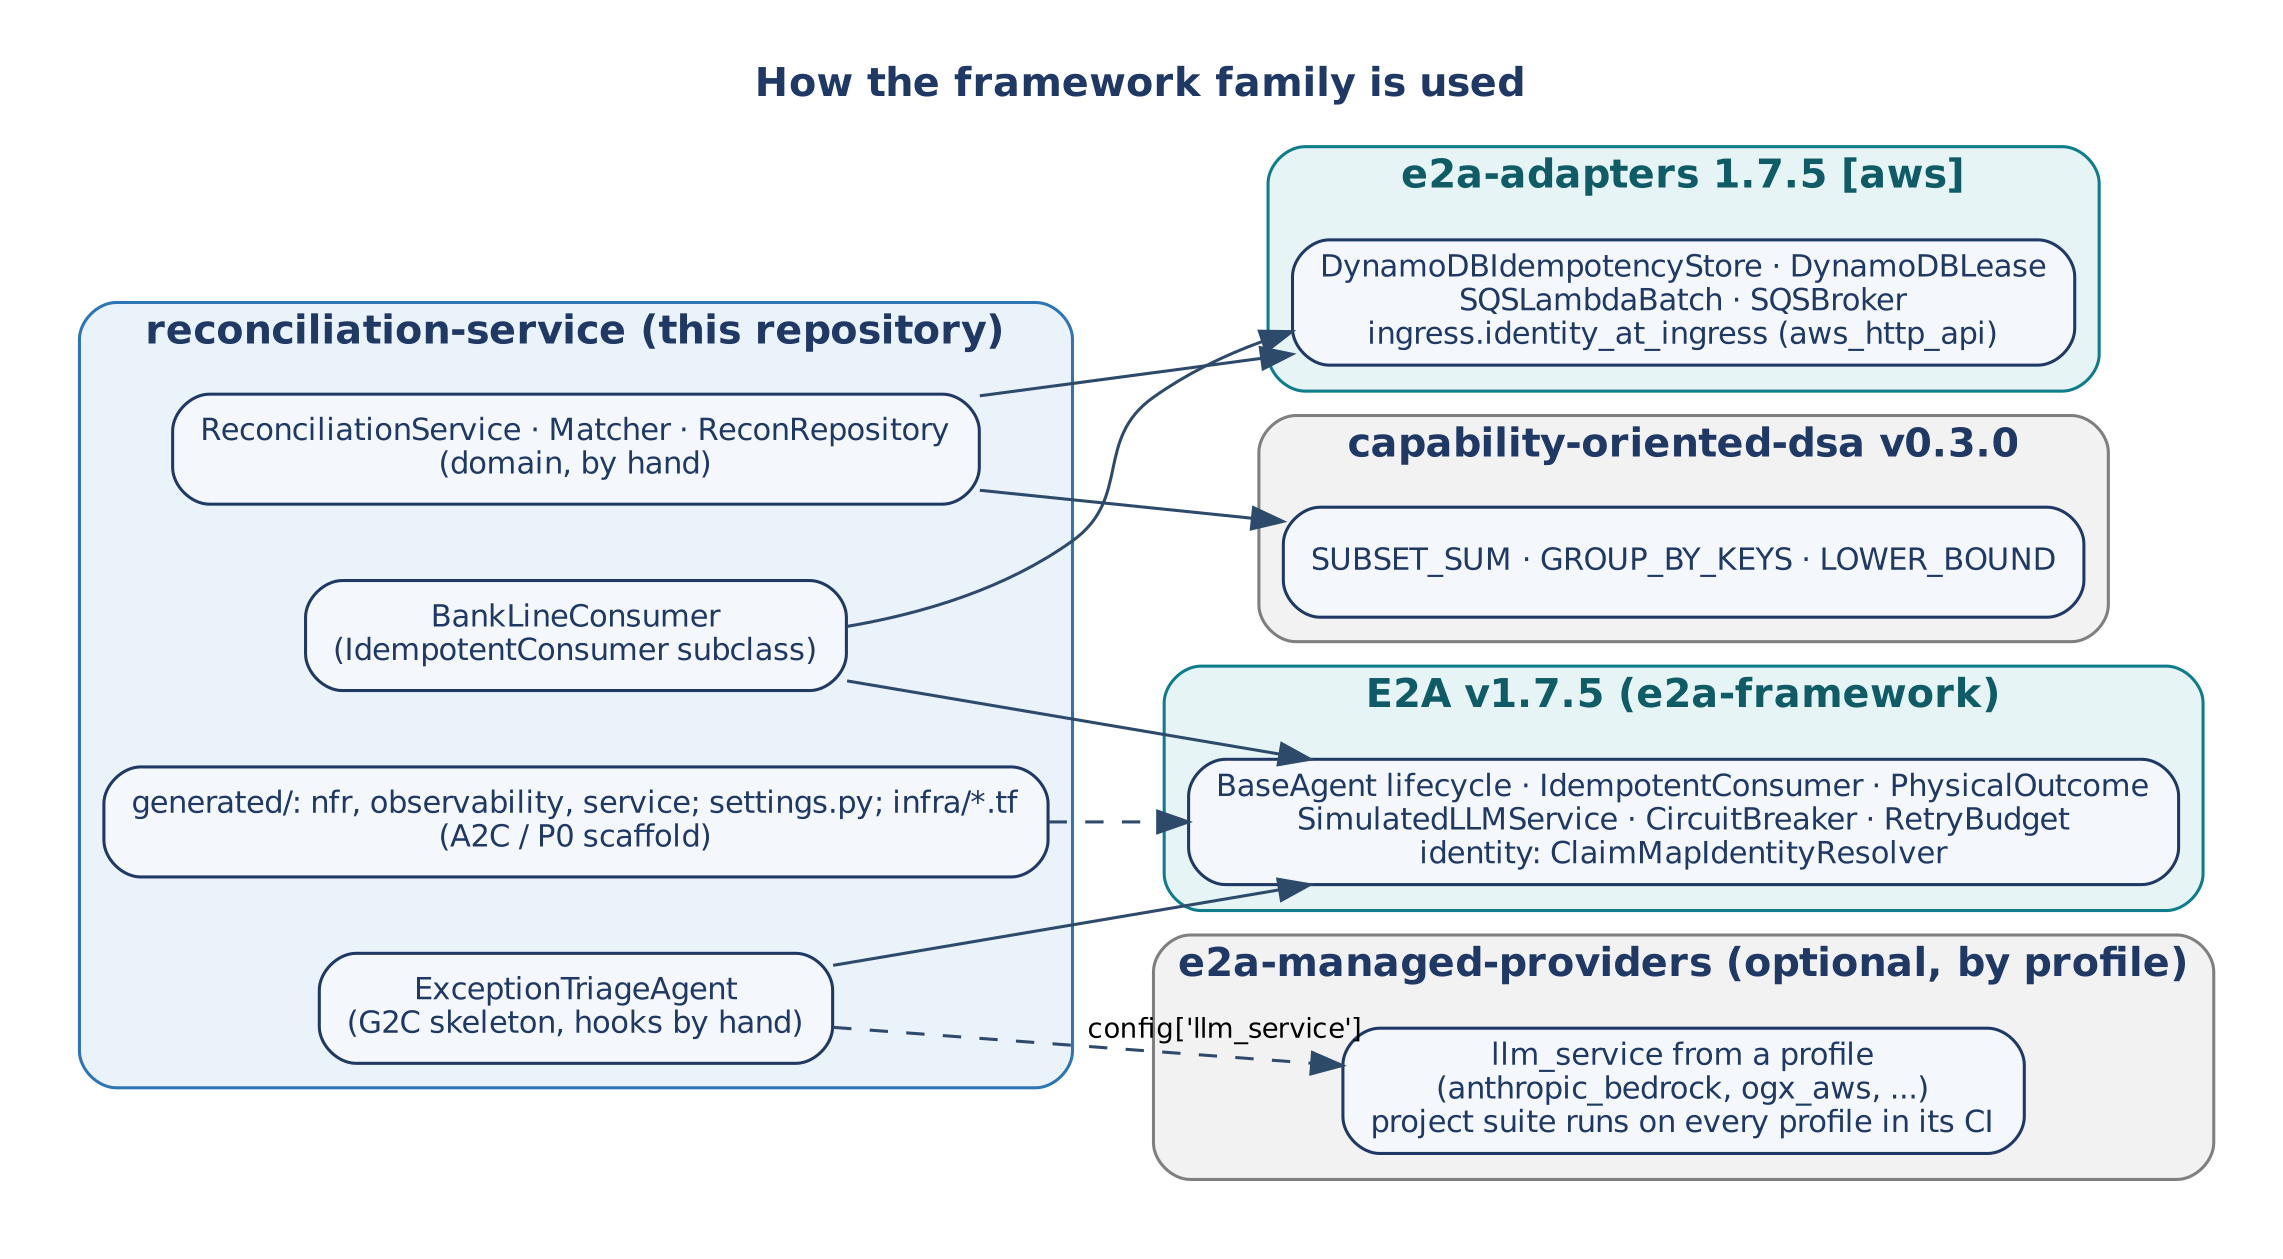 How the framework family is used
reconciliation-service (this repository)
ReconciliationService · Matcher · ReconRepository
(domain, by hand)
BankLineConsumer
(IdempotentConsumer subclass)
generated/: nfr, observability, service; settings.py; infra/*.tf
(A2C / P0 scaffold)
ExceptionTriageAgent
(G2C skeleton, hooks by hand)
e2a-adapters 1.7.5 [aws]
DynamoDBIdempotencyStore · DynamoDBLease
SQSLambdaBatch · SQSBroker
ingress.identity_at_ingress (aws_http_api)
capability-oriented-dsa v0.3.0
SUBSET_SUM · GROUP_BY_KEYS · LOWER_BOUND
E2A v1.7.5 (e2a-framework)
BaseAgent lifecycle · IdempotentConsumer · PhysicalOutcome
SimulatedLLMService · CircuitBreaker · RetryBudget
identity: ClaimMapIdentityResolver
e2a-managed-providers (optional, by profile)
config['llm_service']
llm_service from a profile
(anthropic_bedrock, ogx_aws, ...)
project suite runs on every profile in its CI